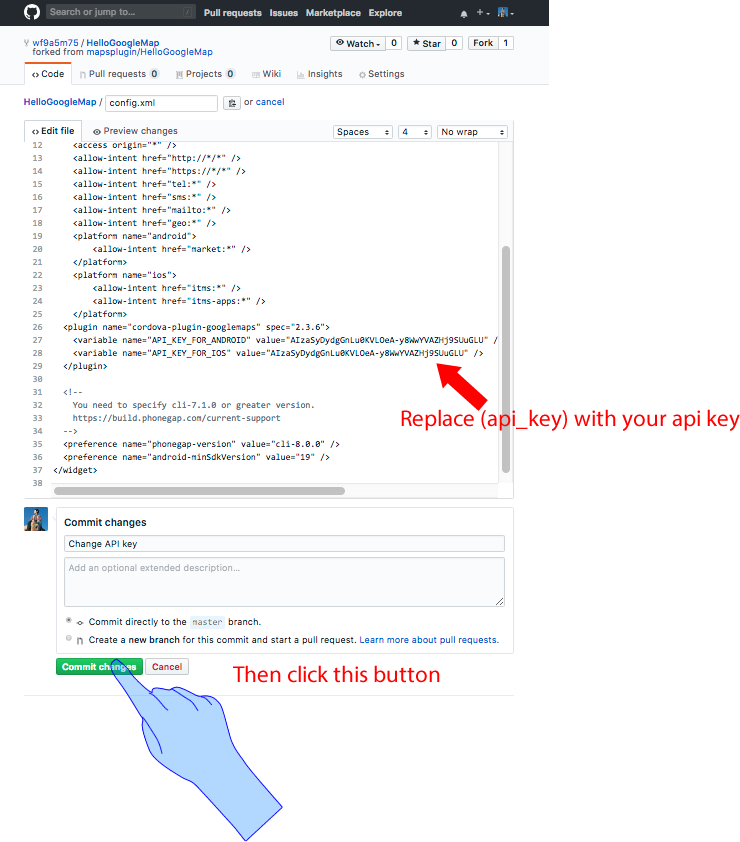 Search or jump to... / Pull requests Issues Marketplace Explore
wf9a5m75 / HelloGoogleMap
forked from mapsplugin/HelloGoogleMap
Watch 0 Star 0 Fork 1
Code Pull requests 0 Projects 0 Wiki Insights Settings
HelloGoogleMap / config.xml or cancel
Edit file Preview changes Spaces 4 No wrap
12 <access origin="*" />
13 <allow-intent href="http://*/*" />
14 <allow-intent href="https://*/*" />
15 <allow-intent href="tel:*" />
16 <allow-intent href="sms:*" />
17 <allow-intent href="mailto:*" />
18 <allow-intent href="geo:*" />
19 <platform name="android">
20 <allow-intent href="market:*" />
21 </platform>
22 <platform name="ios">
23 <allow-intent href="itms:*" />
24 <allow-intent href="itms-apps:*" />
25 </platform>
26 <plugin name="cordova-plugin-googlemaps" spec="2.3.6">
27 <variable name="API_KEY_FOR_ANDROID" value="AIzaSyDydgGnLu0KVLOeA-y8WwYVAZHj9SUuGLU" /
28 <variable name="API_KEY_FOR_IOS" value="AIzaSyDydgGnLu0KVLOeA-y8WwYVAZHj9SUuGLU" />
29 </plugin>
30
31 <!--
32 You need to specify cli-7.1.0 or greater version.
33 https://build.phonegap.com/current-support
34 -->
35 <preference name="phonegap-version" value="cli-8.0.0" />
36 <preference name="android-minSdkVersion" value="19" />
37 </widget>
38
Replace (api_key) with your api key
Commit changes
Change API key
Add an optional extended description...
Commit directly to the master branch.
Create a new branch for this commit and start a pull request. Learn more about pull requests.
Commit changes Cancel
Then click this button